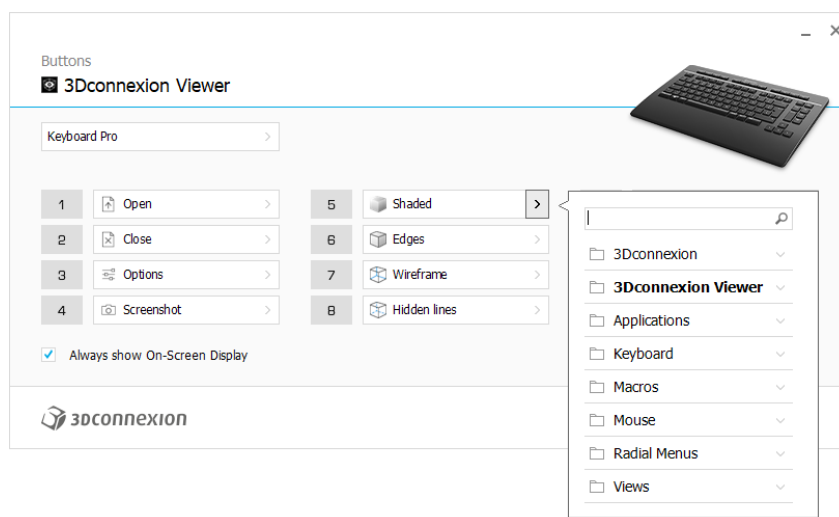 Buttons
3Dconnexion Viewer
Keyboard Pro
1 Open
2 Close
3 Options
4 Screenshot
5 Shaded
6 Edges
7 Wireframe
8 Hidden lines
Always show On-Screen Display
3Dconnexion
3Dconnexion
3Dconnexion Viewer
Applications
Keyboard
Macros
Mouse
Radial Menus
Views